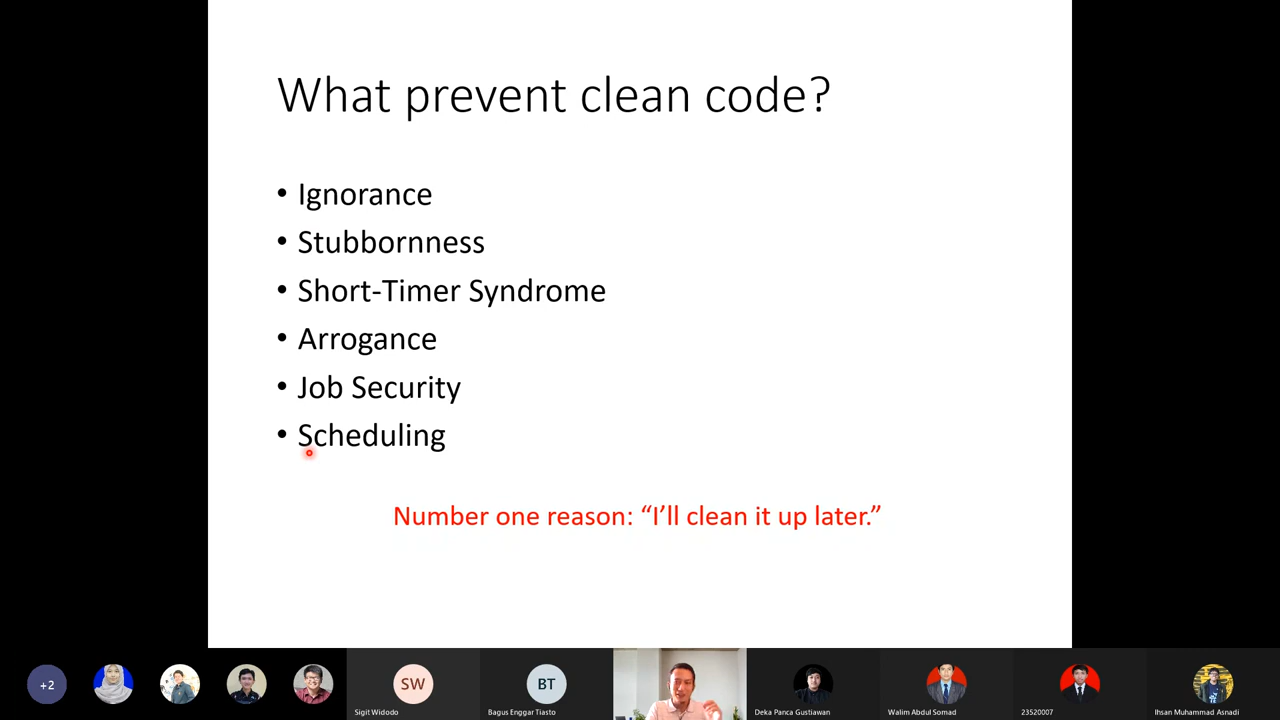 What prevent clean code?
• Ignorance
• Stubbornness
• Short-Timer Syndrome
• Arrogance
• Job Security
• Scheduling
Number one reason: “I’ll clean it up later.”
+2
SW
Sigit Widodo
BT
Bagus Enggar Tiasto
Deka Panca Gustiawan
Walim Abdul Somad
23520007
Ihsan Muhammad Asnadi